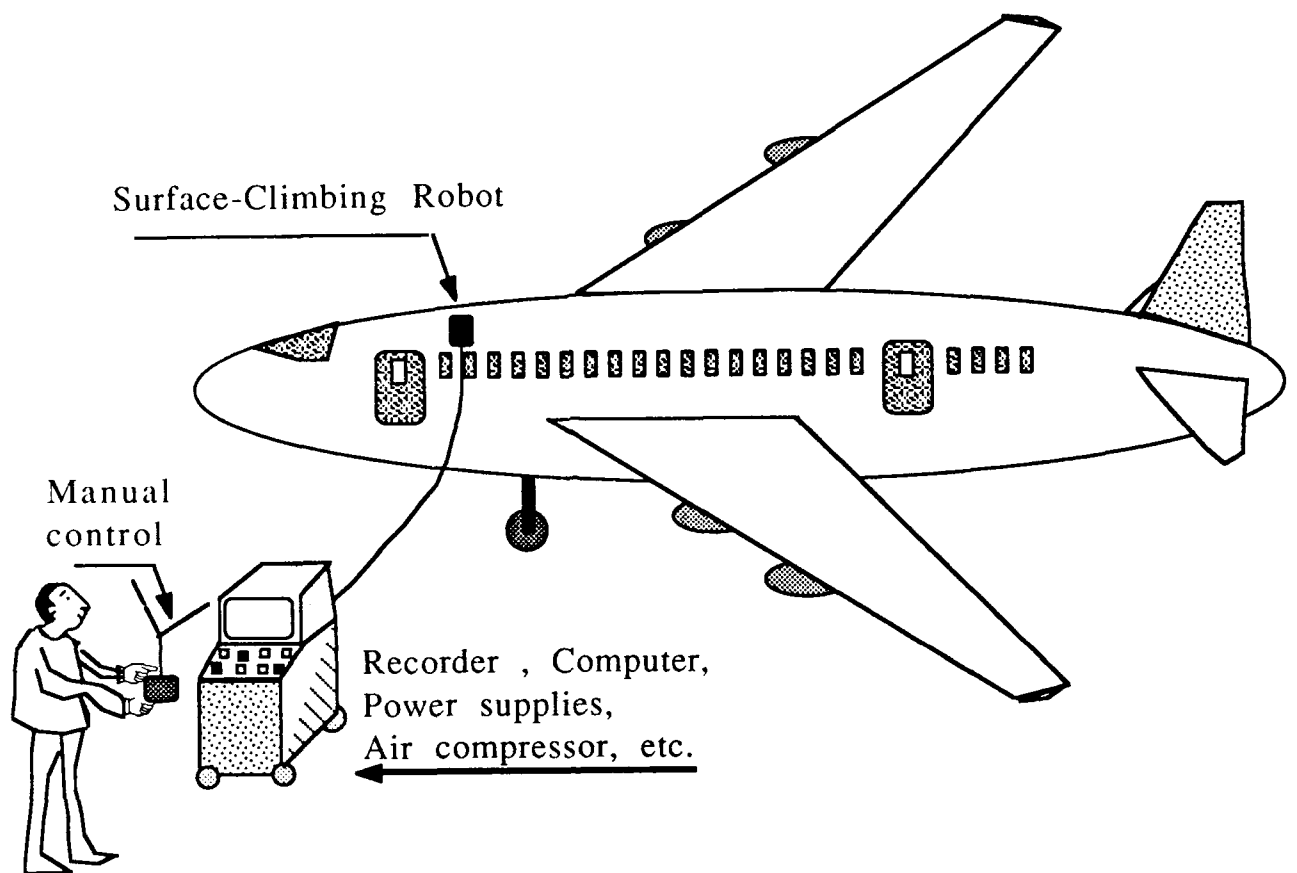 Surface-Climbing Robot
Manual
control
Recorder , Computer,
Power supplies,
Air compressor, etc.